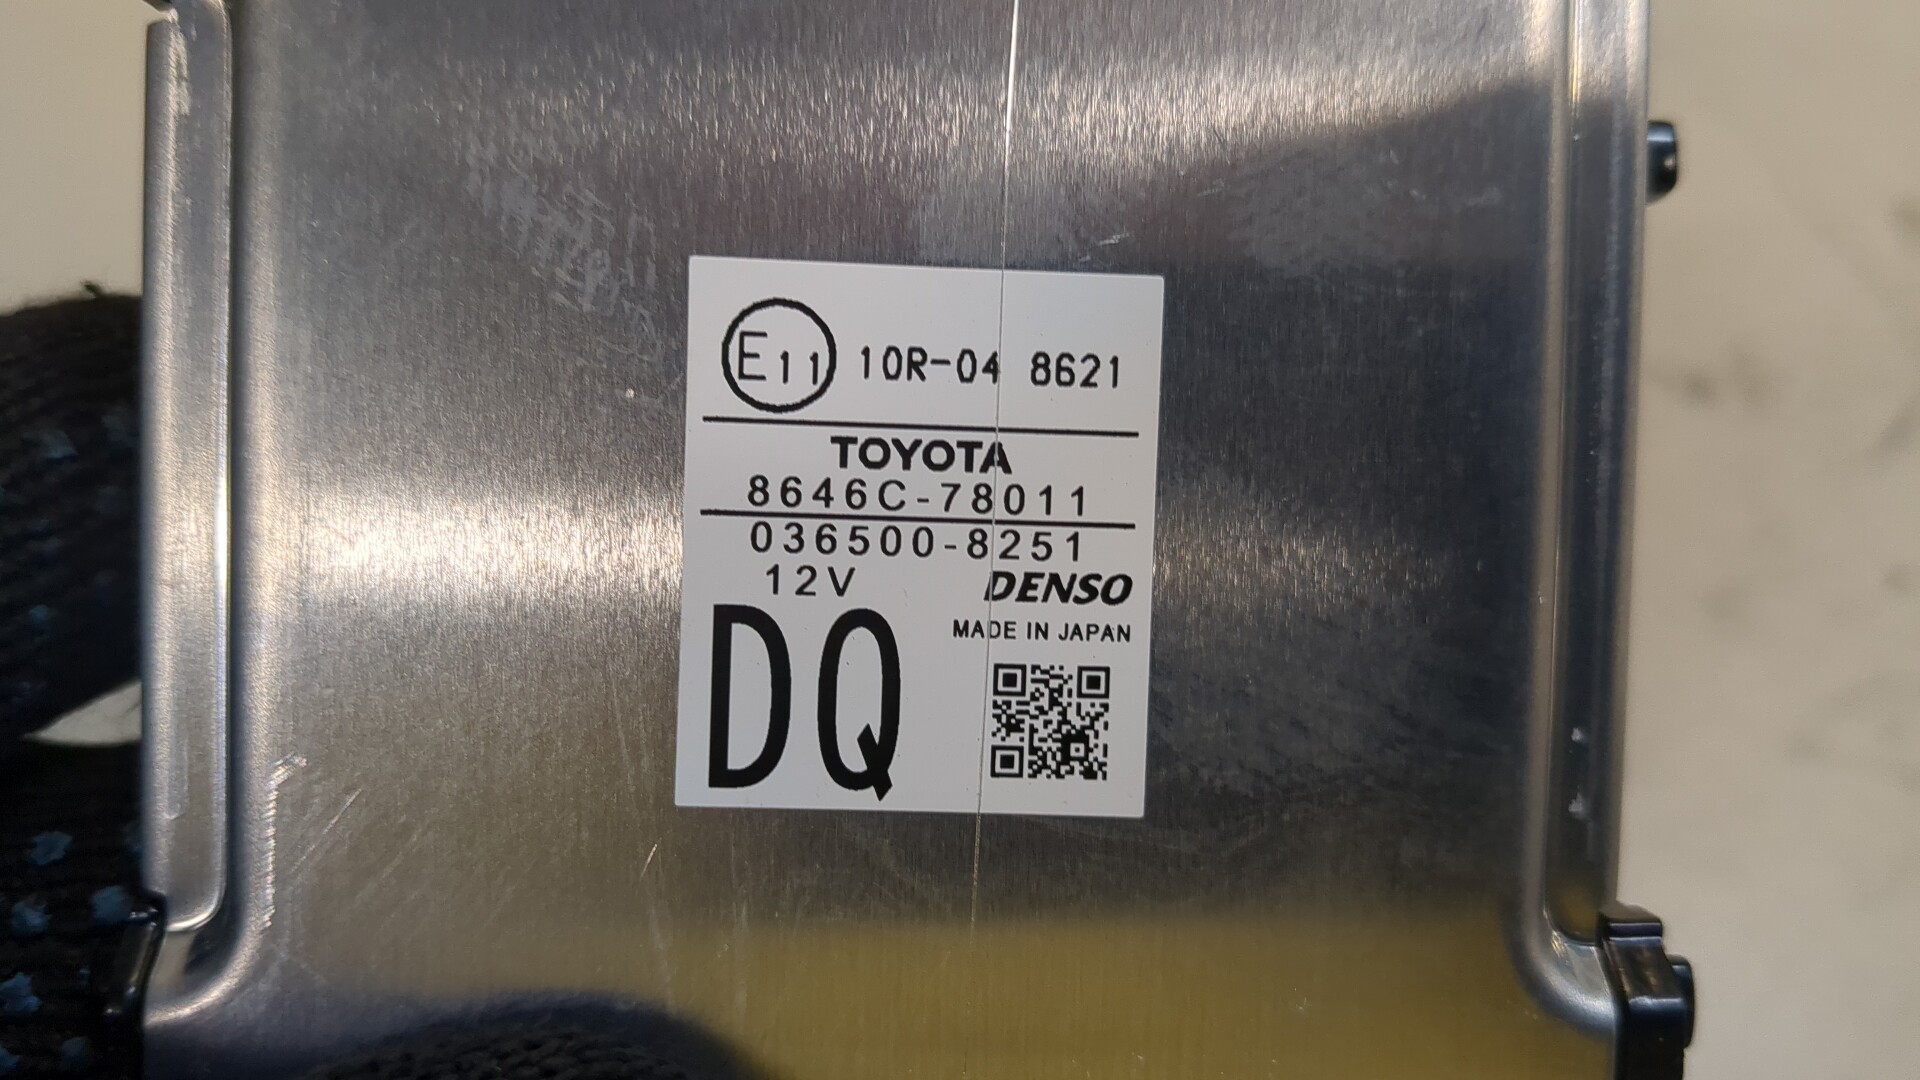 E11 10R-04 8621
TOYOTA
8646C-78011
036500-8251
12V DENSO
MADE IN JAPAN
DQ